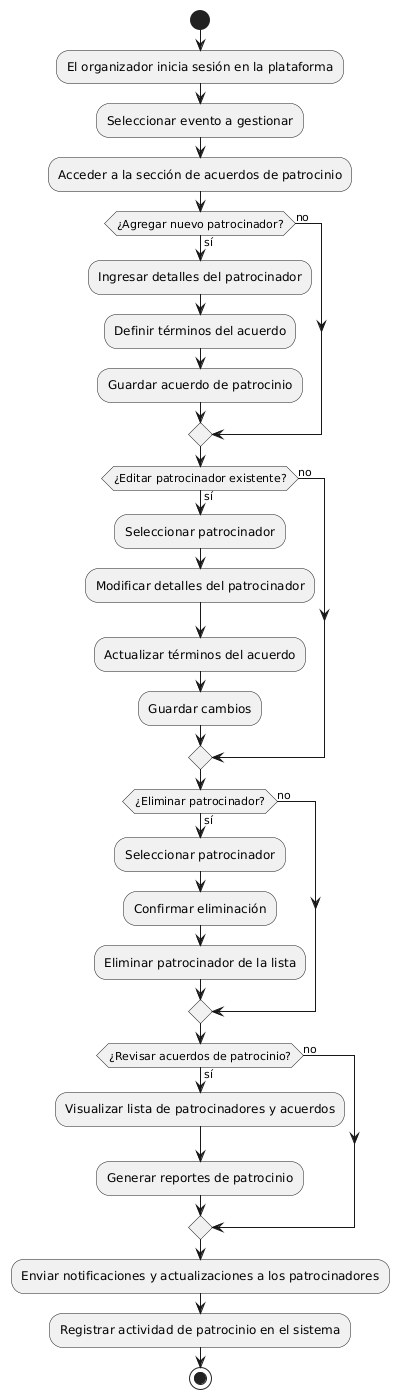 El organizador inicia sesión en la plataforma
Seleccionar evento a gestionar
Acceder a la sección de acuerdos de patrocinio
¿Agregar nuevo patrocinador?
no
sí
Ingresar detalles del patrocinador
Definir términos del acuerdo
Guardar acuerdo de patrocinio
¿Editar patrocinador existente?
no
sí
Seleccionar patrocinador
Modificar detalles del patrocinador
Actualizar términos del acuerdo
Guardar cambios
¿Eliminar patrocinador?
no
sí
Seleccionar patrocinador
Confirmar eliminación
Eliminar patrocinador de la lista
¿Revisar acuerdos de patrocinio?
no
sí
Visualizar lista de patrocinadores y acuerdos
Generar reportes de patrocinio
Enviar notificaciones y actualizaciones a los patrocinadores
Registrar actividad de patrocinio en el sistema